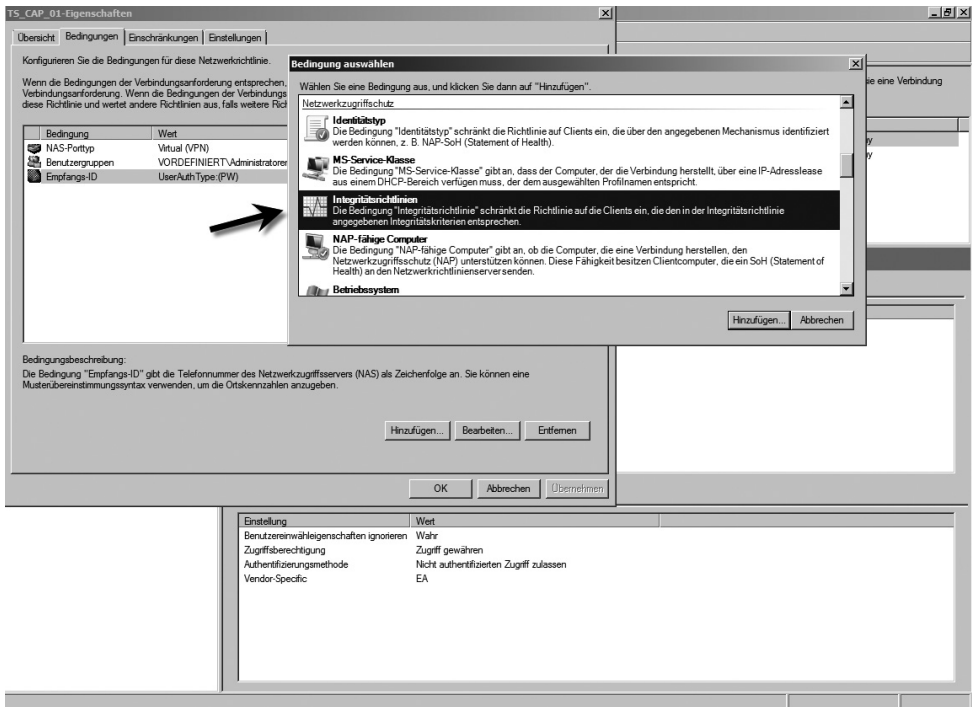 TS_CAP_01-Eigenschaften
Übersicht Bedingungen Einschränkungen Einstellungen
Konfigurieren Sie die Bedingungen für diese Netzwerkrichtlinie.
Wenn die Bedingungen der Verbindungsanforderung entsprechen,
Verbindungsanforderung. Wenn die Bedingungen der Verbindungs
diese Richtlinie und wertet andere Richtlinien aus, falls weitere Rich
Bedingung Wert
NAS-Porttyp Virtual (VPN)
Benutzergruppen VORDEFINIERT\Administratoren
Empfangs-ID UserAuthType:(PW)
Bedingungsbeschreibung:
Die Bedingung "Empfangs-ID" gibt die Telefonnummer des Netzwerkzugriffsservers (NAS) als Zeichenfolge an. Sie können eine
Musterübereinstimmungssyntax verwenden, um die Ortskennzahlen anzugeben.
Hinzufügen... Bearbeiten... Entfernen
OK Abbrechen Übernehmen
Bedingung auswählen
Wählen Sie eine Bedingung aus, und klicken Sie dann auf "Hinzufügen".
Netzwerkzugriffschutz
Identitätstyp
Die Bedingung "Identitätstyp" schränkt die Richtlinie auf Clients ein, die über den angegebenen Mechanismus identifiziert
werden können, z. B. NAP-SoH (Statement of Health).
MS-Service-Klasse
Die Bedingung "MS-Service-Klasse" gibt an, dass der Computer, der die Verbindung herstellt, über eine IP-Adresslease
aus einem DHCP-Bereich verfügen muss, der dem ausgewählten Profilnamen entspricht.
Integritätsrichtlinien
Die Bedingung "Integritätsrichtlinie" schränkt die Richtlinie auf die Clients ein, die den in der Integritätsrichtlinie
angegebenen Integritätskriterien entsprechen.
NAP-fähige Computer
Die Bedingung "NAP-fähige Computer" gibt an, ob die Computer, die eine Verbindung herstellen, den
Netzwerkzugriffsschutz (NAP) unterstützen können. Diese Fähigkeit besitzen Clientcomputer, die ein SoH (Statement of
Health) an den Netzwerkrichtlinienserver senden.
Betriebssystem
Hinzufügen... Abbrechen
ie eine Verbindung
y
y
Einstellung Wert
Benutzereinwähleigenschaften ignorieren Wahr
Zugriffsberechtigung Zugriff gewähren
Authentifizierungsmethode Nicht authentifizierten Zugriff zulassen
Vendor-Specific EA